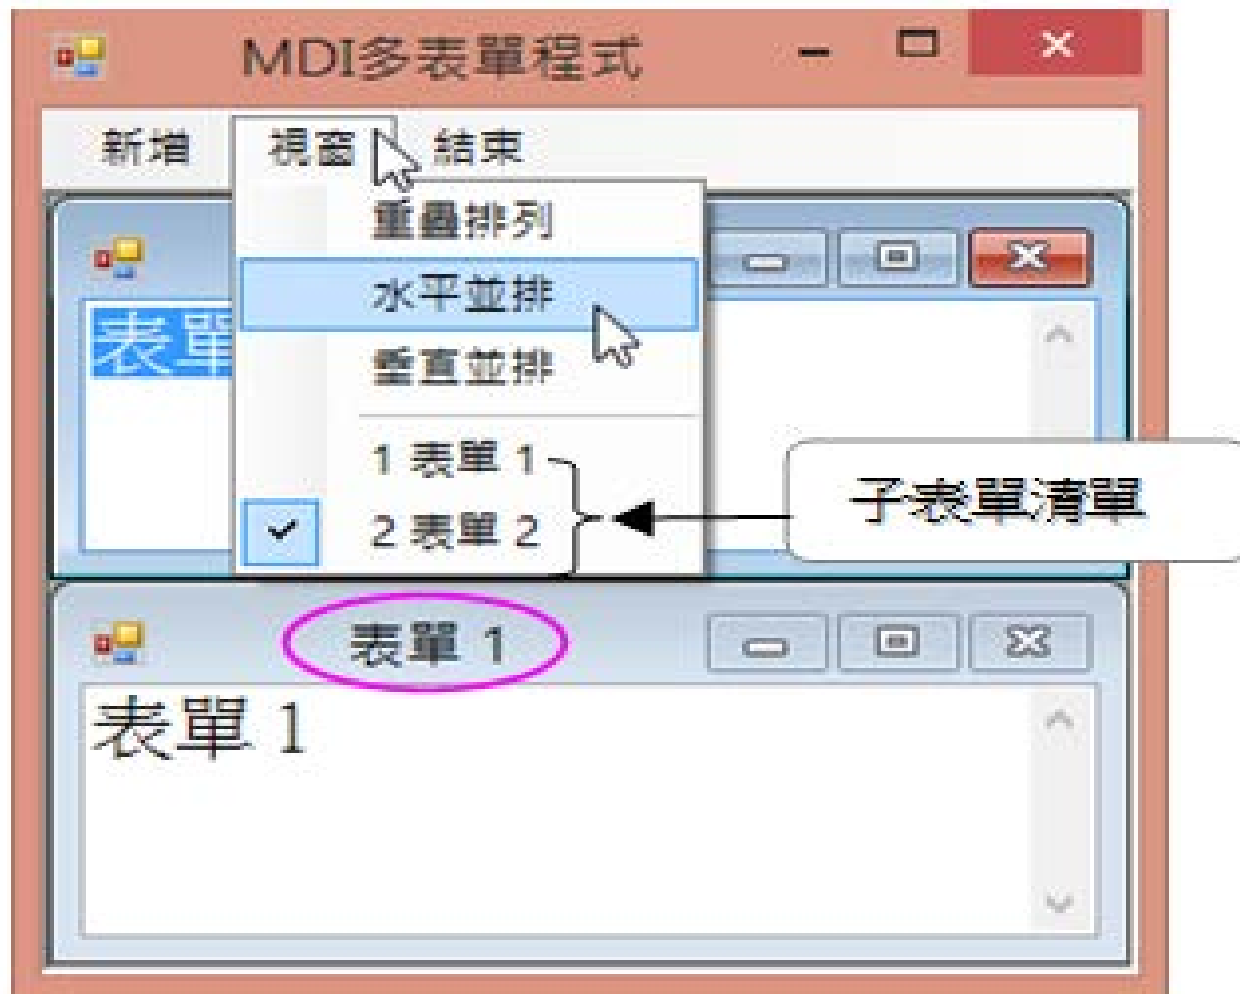 MDI多表單程式
新增 視窗 結束
重疊排列
水平並排
垂直並排
1 表單 1
2 表單 2
子表單清單
表單
表單 1
表單 1